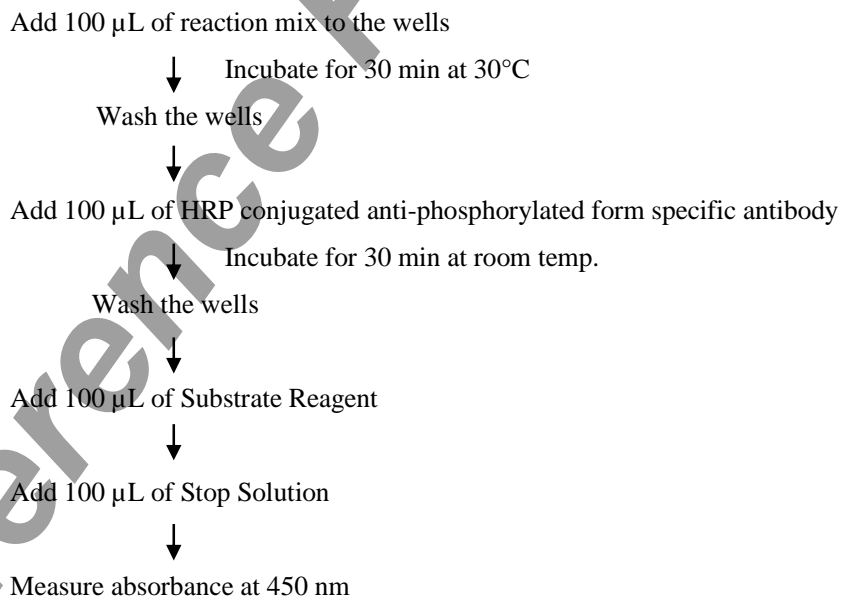 Add 100 µL of reaction mix to the wells
Incubate for 30 min at 30°C
Wash the wells
Add 100 µL of HRP conjugated anti-phosphorylated form specific antibody
Incubate for 30 min at room temp.
Wash the wells
Add 100 µL of Substrate Reagent
Add 100 µL of Stop Solution
Measure absorbance at 450 nm